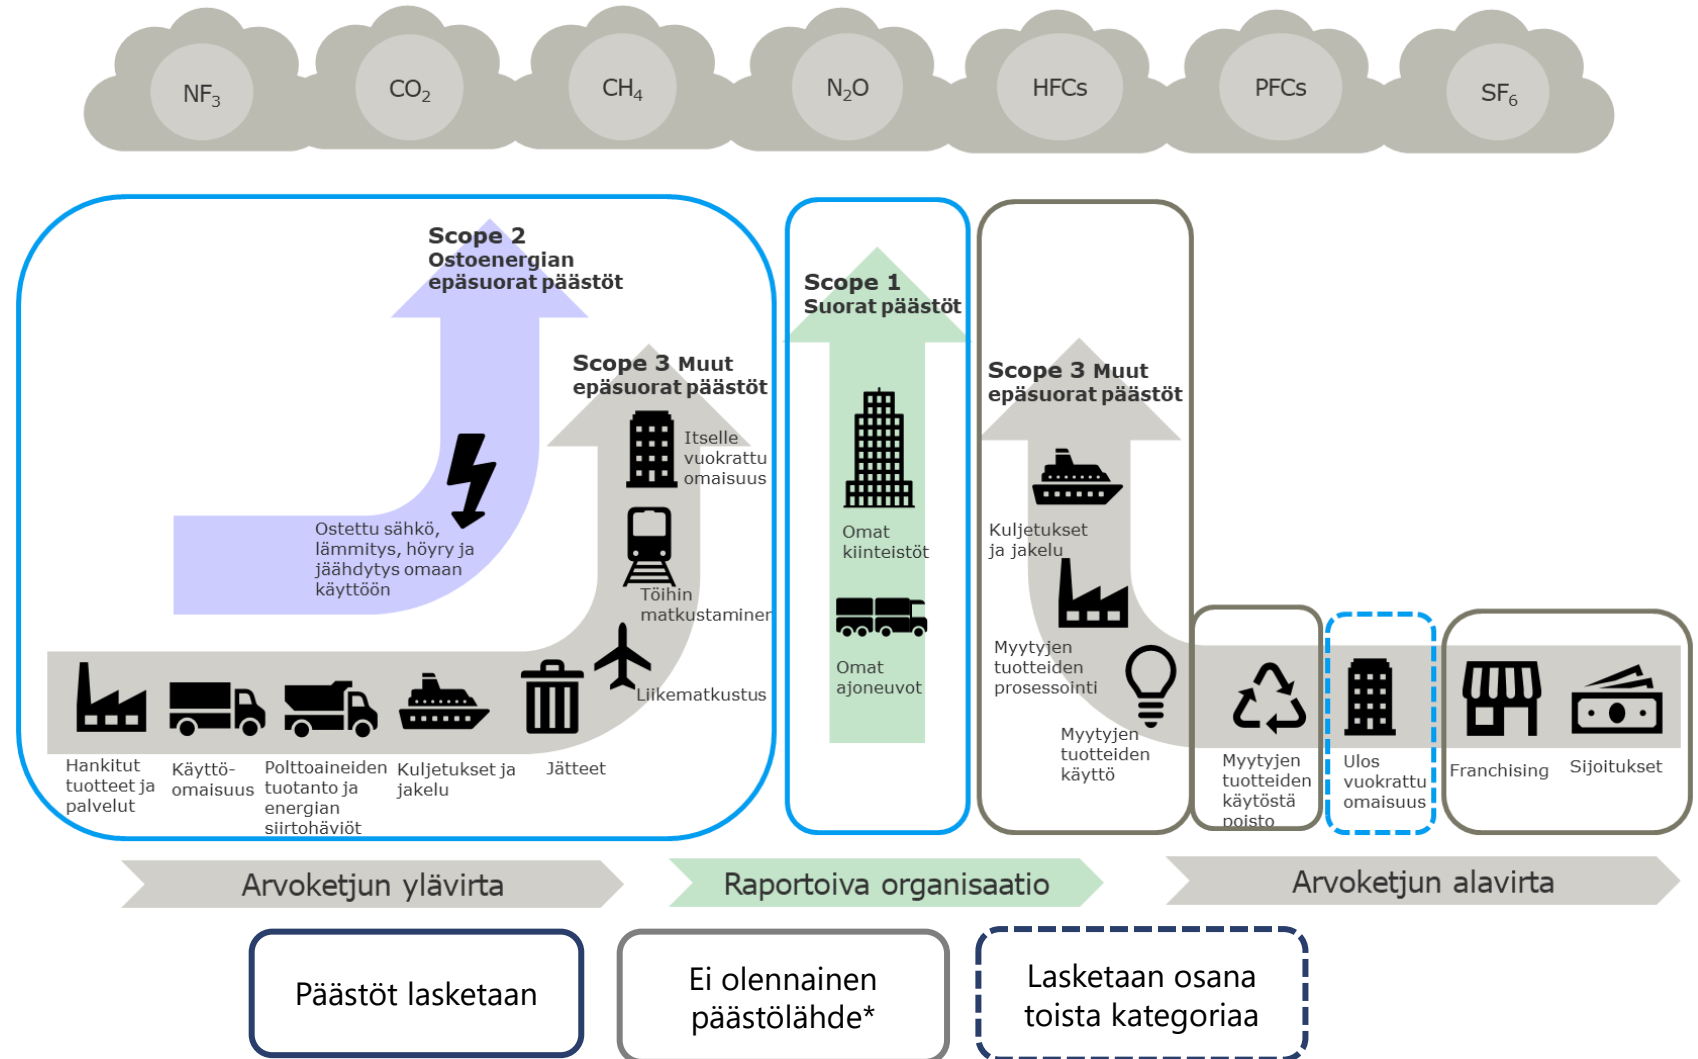 NF₃
CO₂
CH₄
N₂O
HFCs
PFCs
SF₆
Scope 2
Ostoenergian
epäsuorat päästöt
Scope 3 Muut
epäsuorat päästöt
Itselle
vuokrattu
omaisuus
Ostettu sähkö,
lämmitys, höyry ja
jäähdytys omaan
käyttöön
Töihin
matkustaminen
Liikematkustus
Hankitut
tuotteet ja
palvelut
Käyttö-
omaisuus
Polttoaineiden
tuotanto ja
energian
siirtohäviöt
Kuljetukset ja
jakelu
Jätteet
Scope 1
Suorat päästöt
Omat
kiinteistöt
Omat
ajoneuvot
Scope 3 Muut
epäsuorat päästöt
Kuljetukset
ja jakelu
Myytyjen
tuotteiden
prosessointi
Myytyjen
tuotteiden
käyttö
Myytyjen
tuotteiden
käytöstä
poisto
Ulos
vuokrattu
omaisuus
Franchising
Sijoitukset
Arvoketjun ylävirta
Raportoiva organisaatio
Arvoketjun alavirta
Päästöt lasketaan
Ei olennainen
päästölähde*
Lasketaan osana
toista kategoriaa